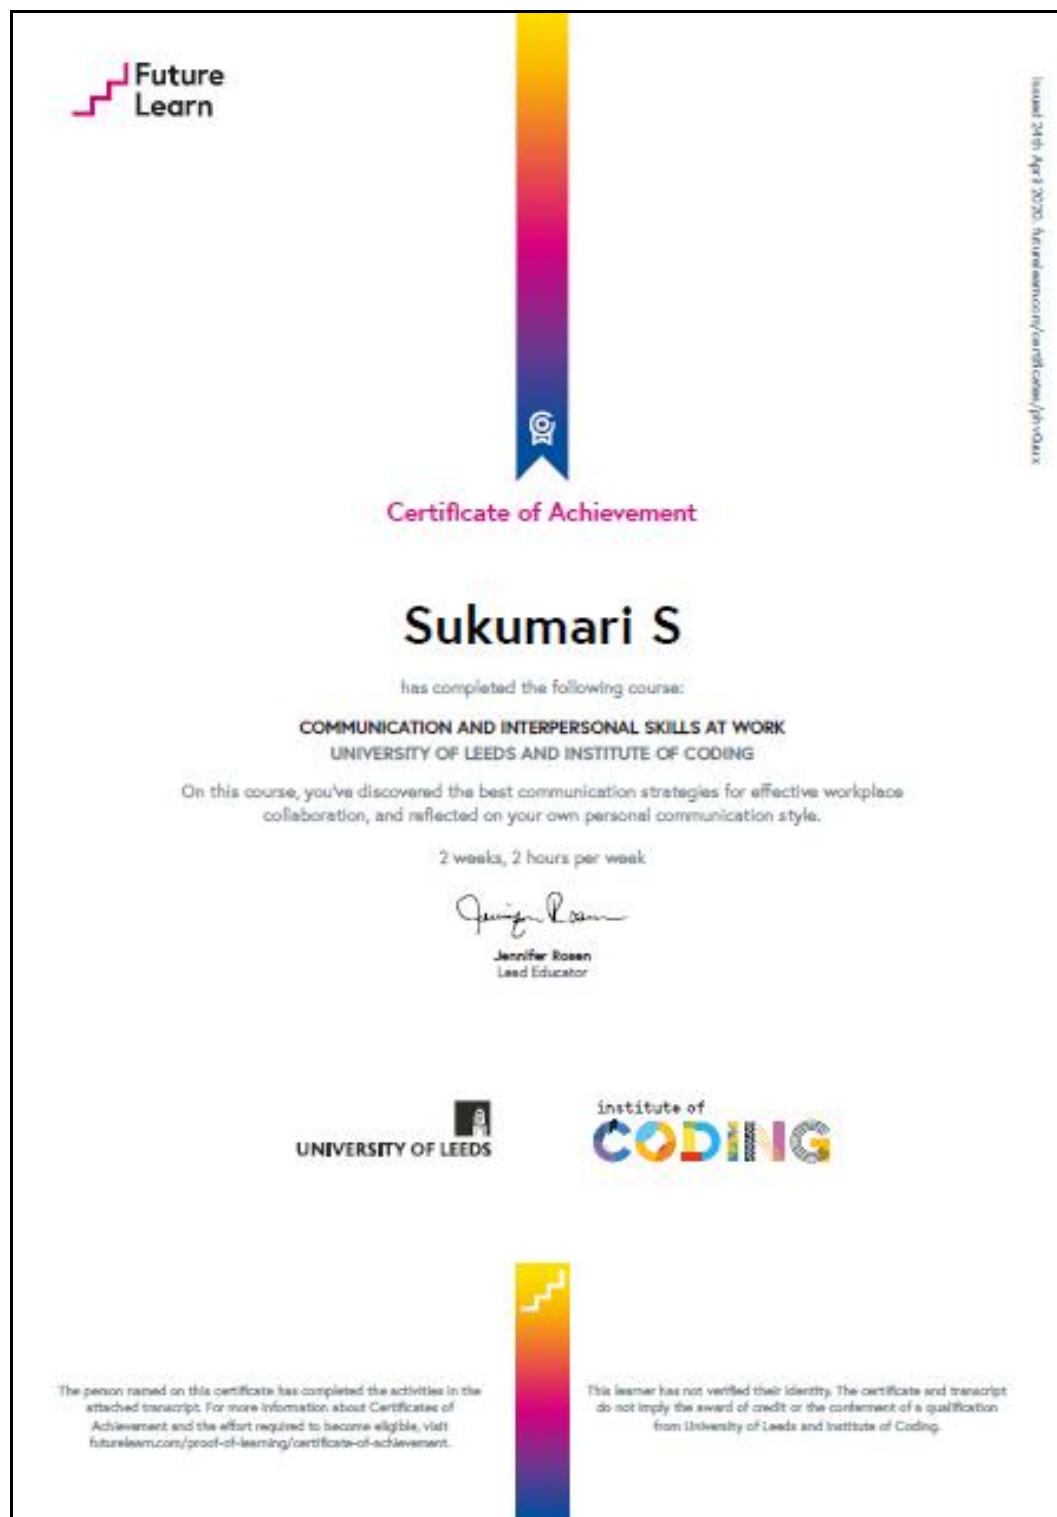 Future
Learn
Issued 24th April 2020. futurelearn.com/certificates/
Certificate of Achievement
Sukumari S
has completed the following course:
COMMUNICATION AND INTERPERSONAL SKILLS AT WORK
UNIVERSITY OF LEEDS AND INSTITUTE OF CODING
On this course, you've discovered the best communication strategies for effective workplace
collaboration, and reflected on your own personal communication style.
2 weeks, 2 hours per week
Jennifer Rosen
Lead Educator
UNIVERSITY OF LEEDS
institute of
CODING
The person named on this certificate has completed the activities in the
attached transcript. For more information about Certificates of
Achievement and the effort required to become eligible, visit
futurelearn.com/proof-of-learning/certificate-of-achievement.
This learner has not verified their identity. The certificate and transcript
do not imply the award of credit or the conferment of a qualification
from University of Leeds and Institute of Coding.